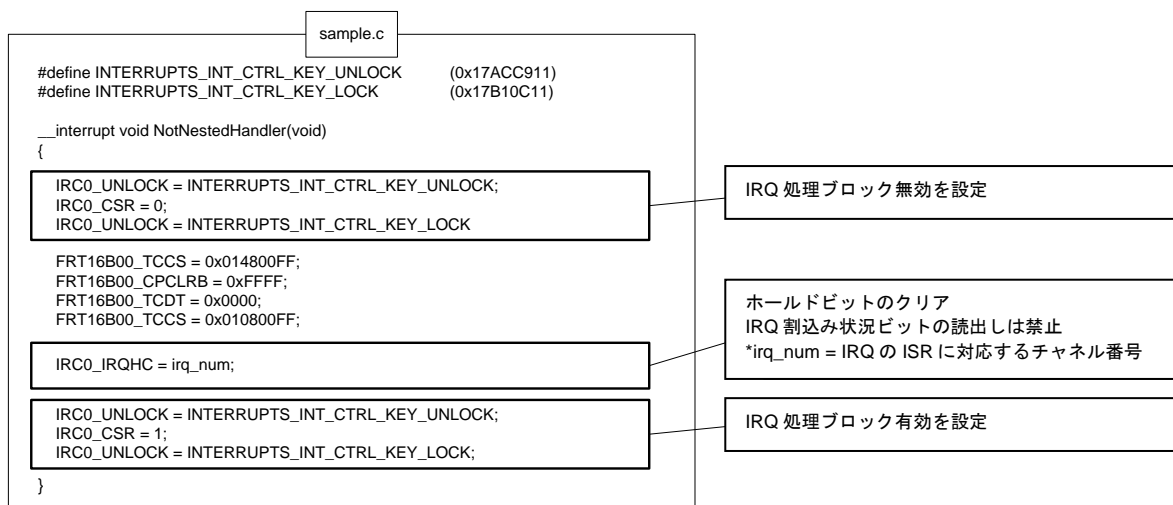 sample.c
#define INTERRUPTS_INT_CTRL_KEY_UNLOCK (0x17ACC911)
#define INTERRUPTS_INT_CTRL_KEY_LOCK (0x17B10C11)
__interrupt void NotNestedHandler(void)
{
IRC0_UNLOCK = INTERRUPTS_INT_CTRL_KEY_UNLOCK;
IRC0_CSR = 0;
IRC0_UNLOCK = INTERRUPTS_INT_CTRL_KEY_LOCK
IRQ 処理ブロック無効を設定
FRT16B00_TCCS = 0x014800FF;
FRT16B00_CPCLRB = 0xFFFF;
FRT16B00_TCDT = 0x0000;
FRT16B00_TCCS = 0x010800FF;
IRC0_IRQHC = irq_num;
ホールドビットのクリア
IRQ 割込み状況ビットの読出しは禁止
*irq_num = IRQ の ISR に対応するチャネル番号
IRC0_UNLOCK = INTERRUPTS_INT_CTRL_KEY_UNLOCK;
IRC0_CSR = 1;
IRC0_UNLOCK = INTERRUPTS_INT_CTRL_KEY_LOCK;
IRQ 処理ブロック有効を設定
}